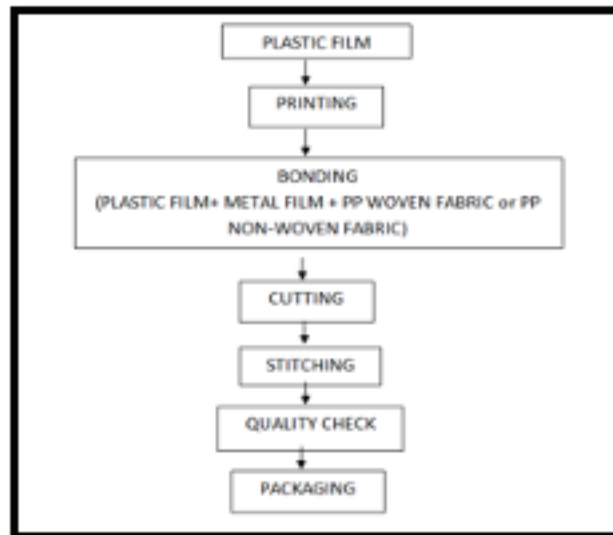 PLASTIC FILM
PRINTING
BONDING
(PLASTIC FILM+ METAL FILM + PP WOVEN FABRIC or PP
NON-WOVEN FABRIC)
CUTTING
STITCHING
QUALITY CHECK
PACKAGING